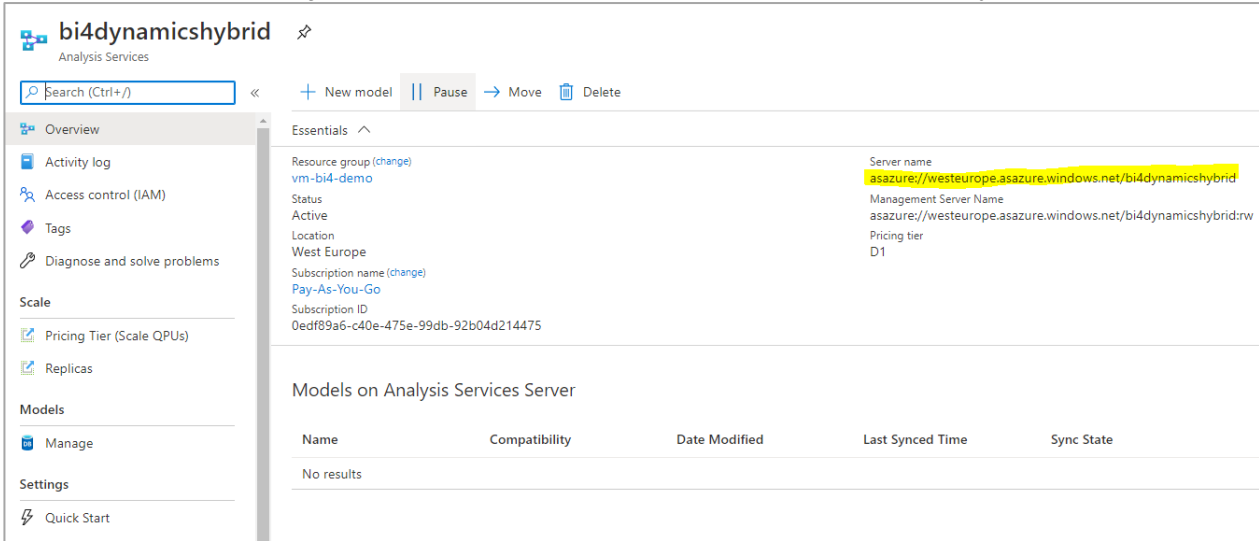 bi4dynamicshybrid
Analysis Services
Search (Ctrl+/)
«
New model
Pause
Move
Delete
Overview
Activity log
Access control (IAM)
Tags
Diagnose and solve problems
Scale
Pricing Tier (Scale QPUs)
Replicas
Models
Manage
Settings
Quick Start
Essentials
Resource group (change)
vm-bi4-demo
Status
Active
Location
West Europe
Subscription name (change)
Pay-As-You-Go
Subscription ID
0edf89a6-c40e-475e-99db-92b04d214475
Server name
asazure://westeurope.asazure.windows.net/bi4dynamicshybrid
Management Server Name
asazure://westeurope.asazure.windows.net/bi4dynamicshybrid:rw
Pricing tier
D1
Models on Analysis Services Server
Name Compatibility Date Modified Last Synced Time Sync State
No results